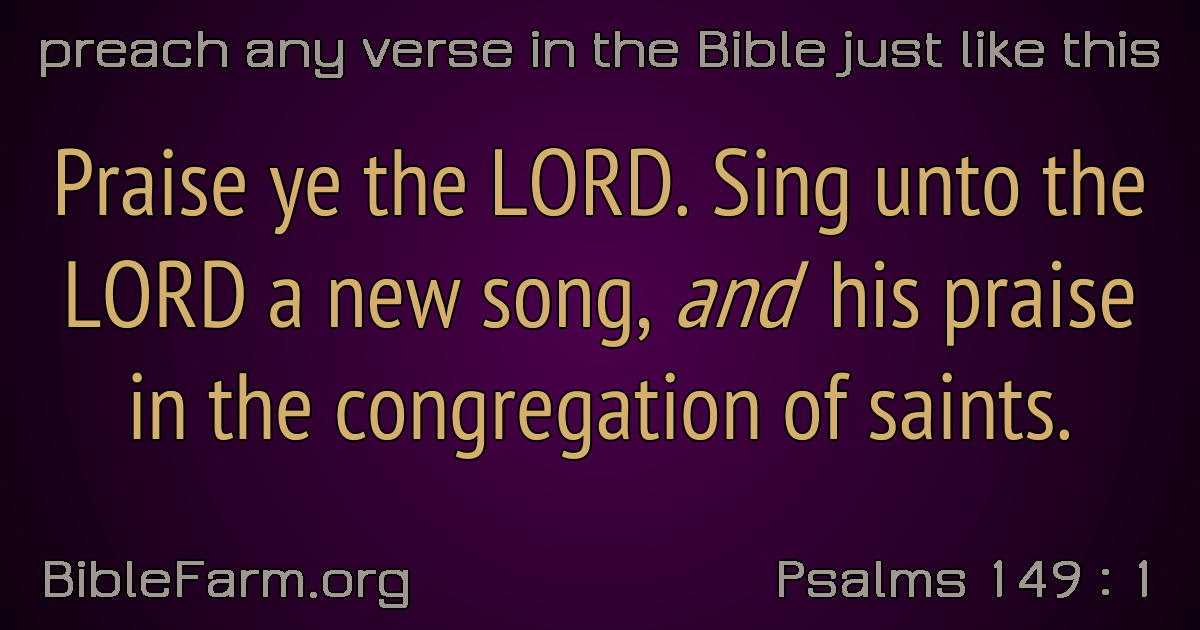 preach any verse in the Bible just like this
Praise ye the LORD. Sing unto the
LORD a new song, and his praise
in the congregation of saints.
BibleFarm.org
Psalms 149 : 1